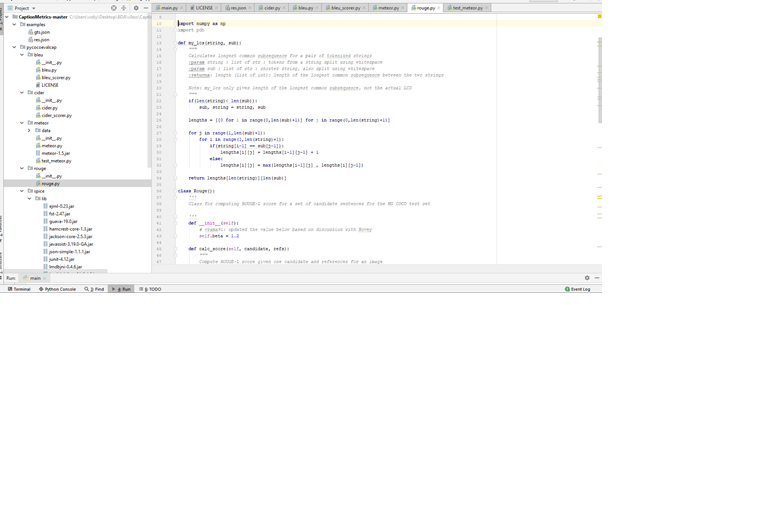 Project
main.py
LICENSE
res.json
cider.py
bleu.py
bleu_scorer.py
meteor.py
rouge.py
test_meteor.py
CaptionMetrics-master
examples
gts.json
res.json
pycocoevalcap
bleu
__init__.py
bleu.py
bleu_scorer.py
LICENSE
cider
__init__.py
cider.py
cider_scorer.py
meteor
data
__init__.py
meteor.py
meteor-1.5.jar
test_meteor.py
rouge
__init__.py
rouge.py
spice
lib
ejml-0.23.jar
fst-2.47.jar
guava-19.0.jar
hamcrest-core-1.3.jar
jackson-core-2.5.3.jar
javassist-3.19.0-GA.jar
json-simple-1.1.1.jar
junit-4.12.jar
lmdbjni-0.4.6.jar
import numpy as np
import pdb
def my_lcs(string, sub):
"""
Calculates longest common subsequence for a pair of tokenized strings
:param string : list of str : tokens from a string split using whitespace
:param sub : list of str : shorter string, also split using whitespace
:returns: length (list of int): length of the longest common subsequence between the two strings
Note: my_lcs only gives length of the longest common subsequence, not the actual LCS
"""
if(len(string)< len(sub)):
sub, string = string, sub
lengths = [[0 for i in range(0,len(sub)+1)] for j in range(0,len(string)+1)]
for j in range(1,len(sub)+1):
for i in range(1,len(string)+1):
if(string[i-1] == sub[j-1]):
lengths[i][j] = lengths[i-1][j-1] + 1
else:
lengths[i][j] = max(lengths[i-1][j] , lengths[i][j-1])
return lengths[len(string)][len(sub)]
class Rouge():
'''
Class for computing ROUGE-L score for a set of candidate sentences for the MS COCO test set
'''
def __init__(self):
# vrama91: updated the value below based on discussion with Hovey
self.beta = 1.2
def calc_score(self, candidate, refs):
"""
Compute ROUGE-L score given one candidate and references for an image
Run:
main
Terminal
Python Console
3: Find
4: Run
6: TODO
Event Log